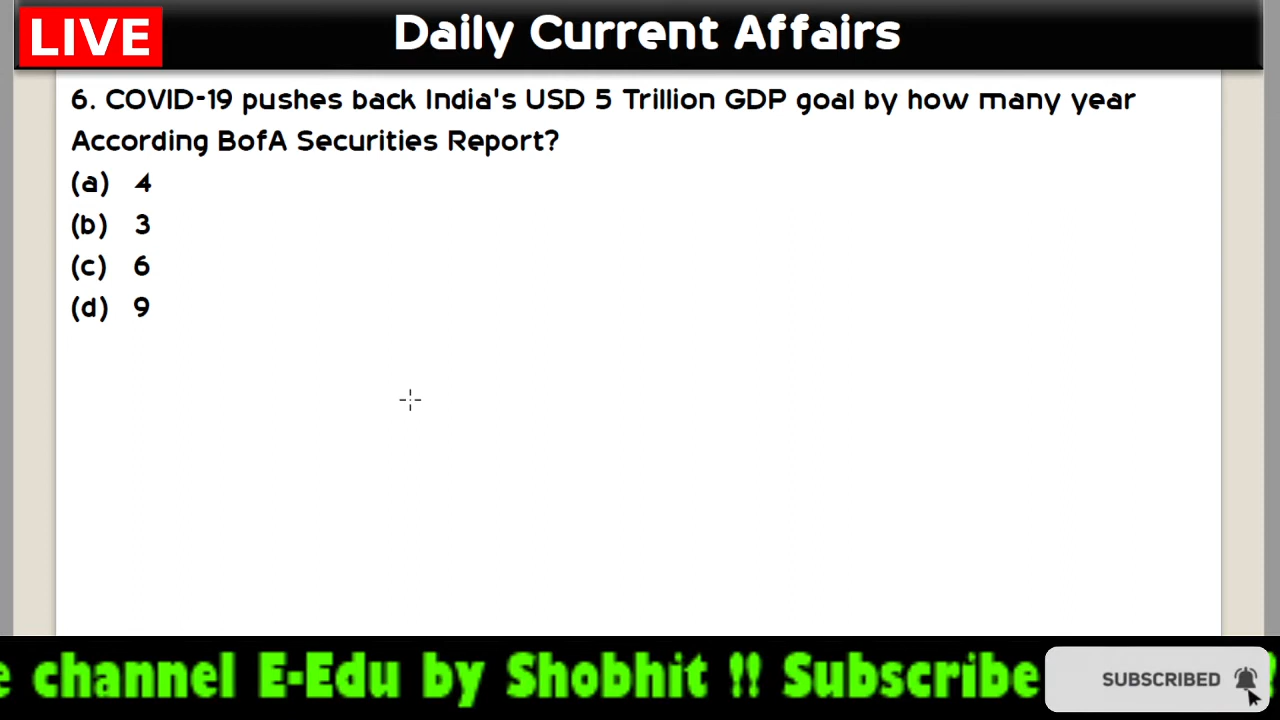 LIVE
Daily Current Affairs
6. COVID-19 pushes back India's USD 5 Trillion GDP goal by how many year
According BofA Securities Report?
(a) 4
(b) 3
(c) 6
(d) 9
channel E-Edu by Shobhit !! Subscribe
SUBSCRIBED